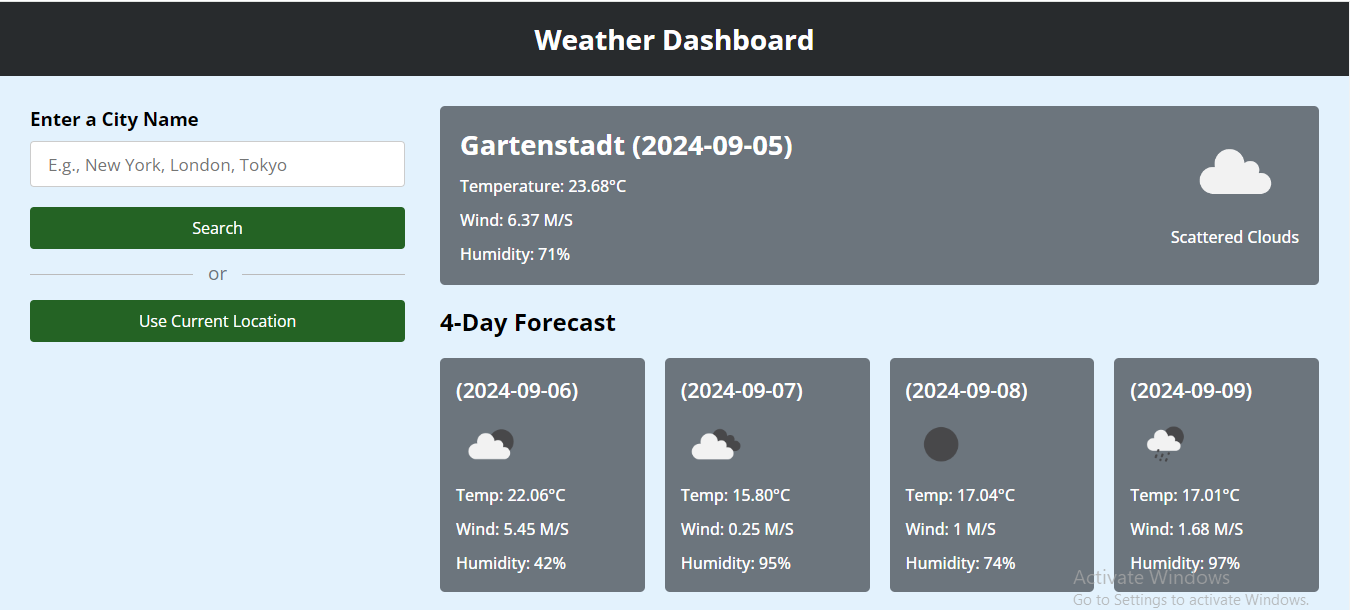 Weather Dashboard
Enter a City Name
E.g., New York, London, Tokyo
Search
or
Use Current Location
Gartenstadt (2024-09-05)
Temperature: 23.68°C
Wind: 6.37 M/S
Humidity: 71%
Scattered Clouds
4-Day Forecast
(2024-09-06)
Temp: 22.06°C
Wind: 5.45 M/S
Humidity: 42%
(2024-09-07)
Temp: 15.80°C
Wind: 0.25 M/S
Humidity: 95%
(2024-09-08)
Temp: 17.04°C
Wind: 1 M/S
Humidity: 74%
(2024-09-09)
Temp: 17.01°C
Wind: 1.68 M/S
Humidity: 97%
Activate Windows
Go to Settings to activate Windows.